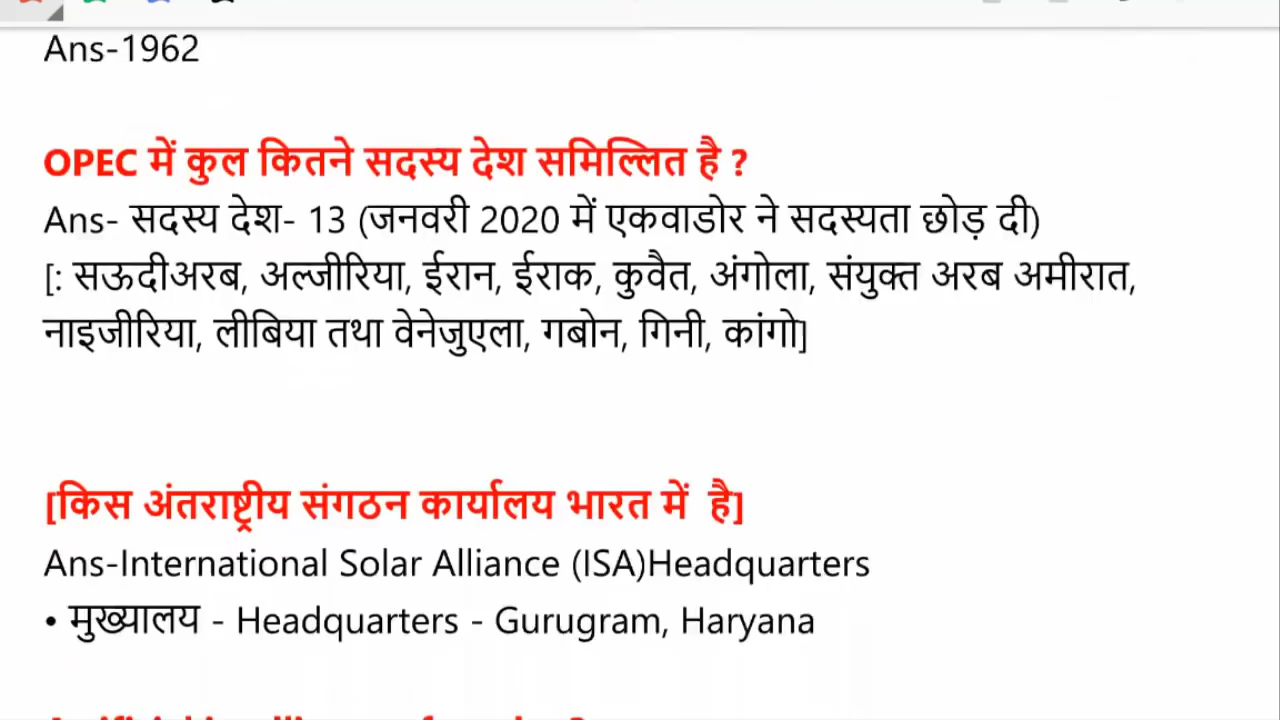 Ans-1962
OPEC में कुल कितने सदस्य देश समिल्लित है ?
Ans- सदस्य देश- 13 (जनवरी 2020 में एकवाडोर ने सदस्यता छोड़ दी)
[: सऊदीअरब, अल्जीरिया, ईरान, ईराक, कुवैत, अंगोला, संयुक्त अरब अमीरात,
नाइजीरिया, लीबिया तथा वेनेजुएला, गबोन, गिनी, कांगो]
[किस अंतराष्ट्रीय संगठन कार्यालय भारत में है]
Ans-International Solar Alliance (ISA)Headquarters
• मुख्यालय - Headquarters - Gurugram, Haryana